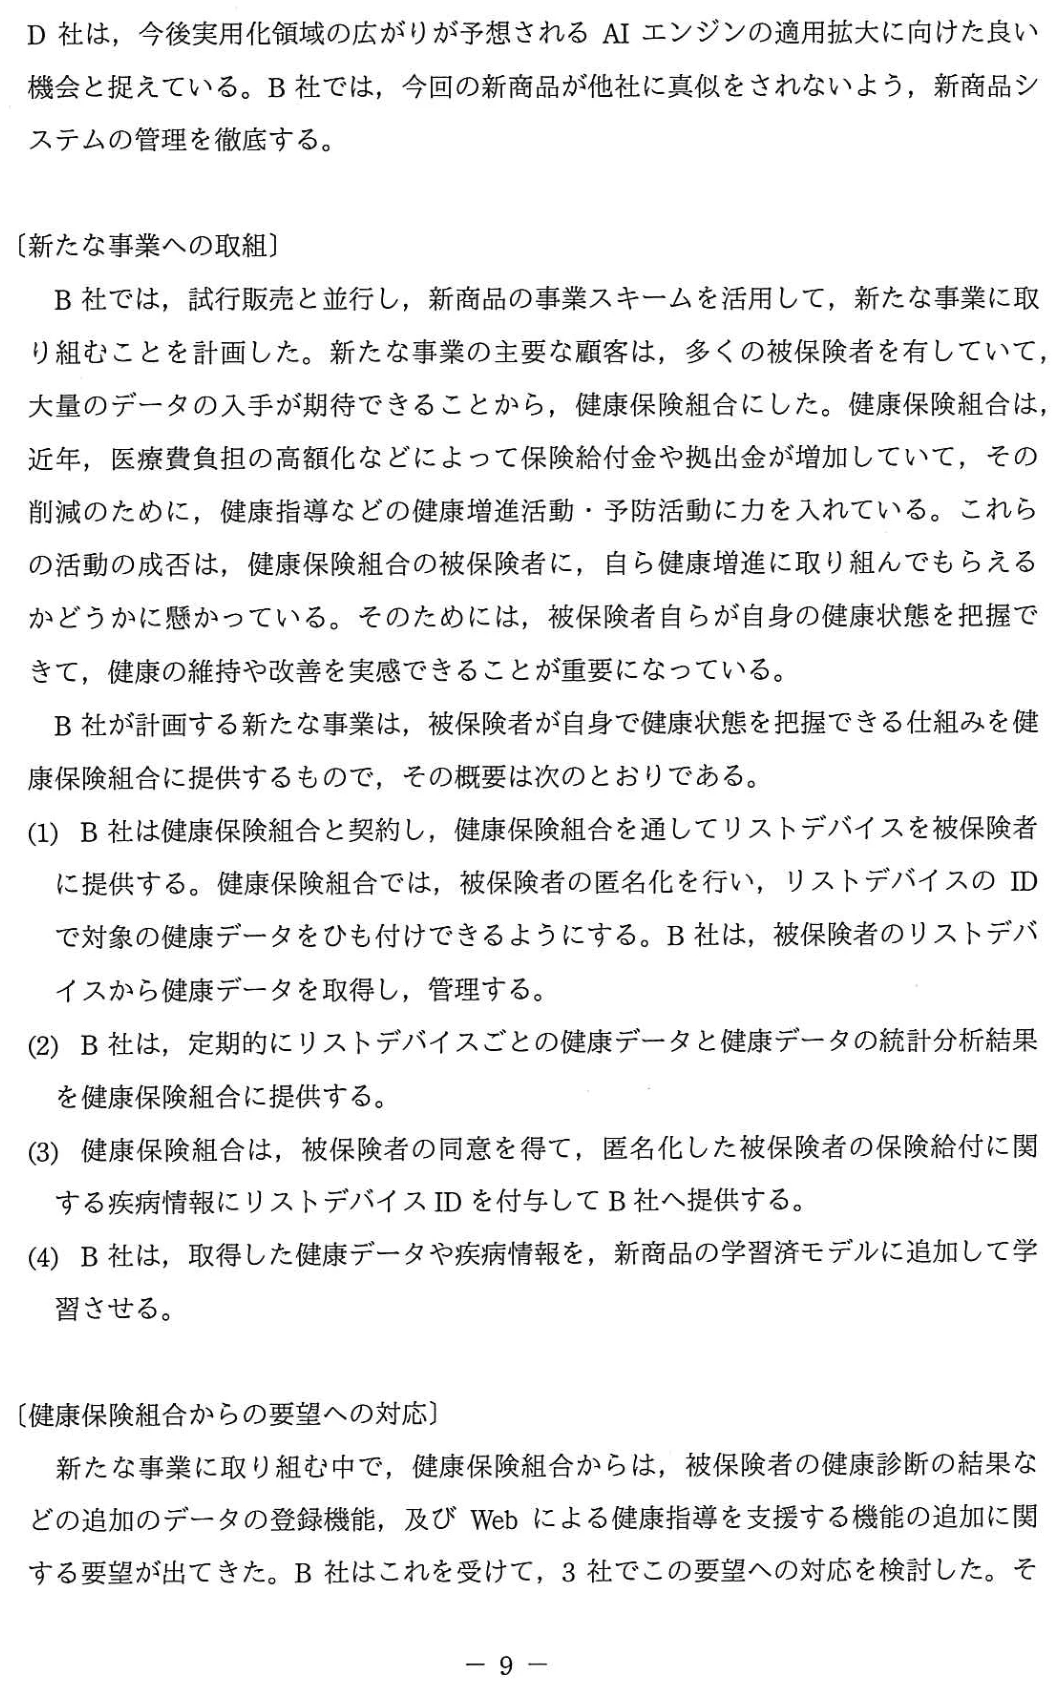 D 社は，今後実用化領域の広がりが予想される AI エンジンの適用拡大に向けた良い
機会と捉えている。B 社では，今回の新商品が他社に真似をされないよう，新商品シ
ステムの管理を徹底する。
〔新たな事業への取組〕
B 社では，試行販売と並行し，新商品の事業スキームを活用して，新たな事業に取
り組むことを計画した。新たな事業の主要な顧客は，多くの被保険者を有していて，
大量のデータの入手が期待できることから，健康保険組合にした。健康保険組合は，
近年，医療費負担の高額化などによって保険給付金や拠出金が増加していて，その
削減のために，健康指導などの健康増進活動・予防活動に力を入れている。これら
の活動の成否は，健康保険組合の被保険者に，自ら健康増進に取り組んでもらえる
かどうかに懸かっている。そのためには，被保険者自らが自身の健康状態を把握で
きて，健康の維持や改善を実感できることが重要になっている。
B 社が計画する新たな事業は，被保険者が自身で健康状態を把握できる仕組みを健
康保険組合に提供するもので，その概要は次のとおりである。
(1) B 社は健康保険組合と契約し，健康保険組合を通してリストデバイスを被保険者
に提供する。健康保険組合では，被保険者の匿名化を行い，リストデバイスの ID
で対象の健康データをひも付けできるようにする。B 社は，被保険者のリストデバ
イスから健康データを取得し，管理する。
(2) B 社は，定期的にリストデバイスごとの健康データと健康データの統計分析結果
を健康保険組合に提供する。
(3) 健康保険組合は，被保険者の同意を得て，匿名化した被保険者の保険給付に関
する疾病情報にリストデバイス ID を付与して B 社へ提供する。
(4) B 社は，取得した健康データや疾病情報を，新商品の学習済モデルに追加して学
習させる。
〔健康保険組合からの要望への対応〕
新たな事業に取り組む中で，健康保険組合からは，被保険者の健康診断の結果な
どの追加のデータの登録機能，及び Web による健康指導を支援する機能の追加に関
する要望が出てきた。B 社はこれを受けて，3 社でこの要望への対応を検討した。そ
－ 9 －